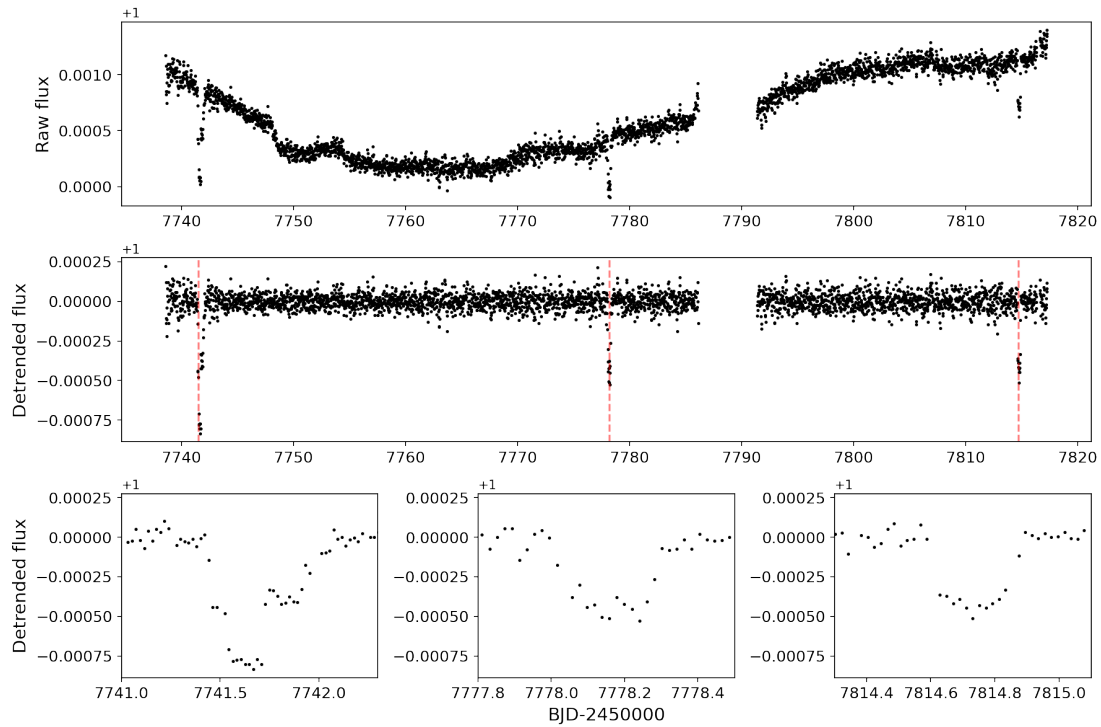 +1
Raw flux
0.0010
0.0005
0.0000
7740 7750 7760 7770 7780 7790 7800 7810 7820
+1
Detrended flux
0.00025
0.00000
−0.00025
−0.00050
−0.00075
7740 7750 7760 7770 7780 7790 7800 7810 7820
+1 +1 +1
Detrended flux
0.00025 0.00025 0.00025
0.00000 0.00000 0.00000
−0.00025 −0.00025 −0.00025
−0.00050 −0.00050 −0.00050
−0.00075 −0.00075 −0.00075
7741.0 7741.5 7742.0 7777.8 7778.0 7778.2 7778.4 7814.4 7814.6 7814.8 7815.0
BJD-2450000